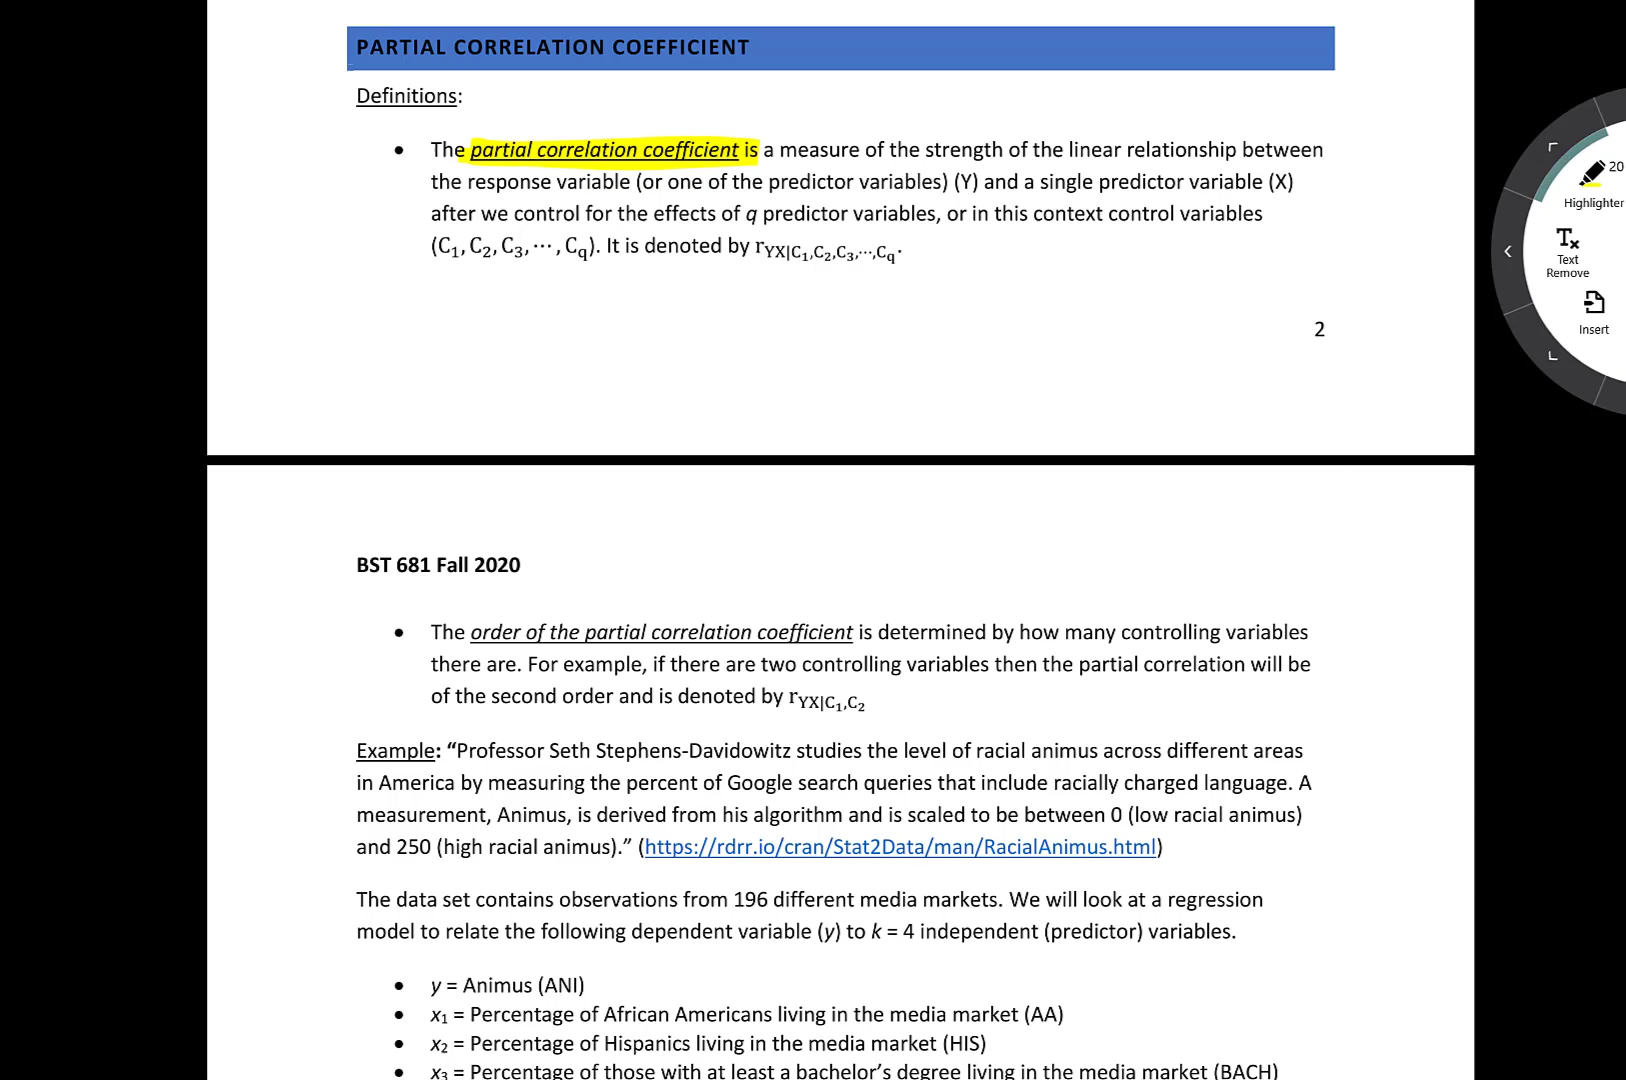 PARTIAL CORRELATION COEFFICIENT
Definitions:
• The partial correlation coefficient is a measure of the strength of the linear relationship between
the response variable (or one of the predictor variables) (Y) and a single predictor variable (X)
after we control for the effects of q predictor variables, or in this context control variables
(C₁, C₂, C₃, ⋯ , C_q). It is denoted by r_YX|C₁,C₂,C₃,⋯,C_q.
2
BST 681 Fall 2020
• The order of the partial correlation coefficient is determined by how many controlling variables
there are. For example, if there are two controlling variables then the partial correlation will be
of the second order and is denoted by r_YX|C₁,C₂
Example: “Professor Seth Stephens-Davidowitz studies the level of racial animus across different areas
in America by measuring the percent of Google search queries that include racially charged language. A
measurement, Animus, is derived from his algorithm and is scaled to be between 0 (low racial animus)
and 250 (high racial animus).” (https://rdrr.io/cran/Stat2Data/man/RacialAnimus.html)
The data set contains observations from 196 different media markets. We will look at a regression
model to relate the following dependent variable (y) to k = 4 independent (predictor) variables.
• y = Animus (ANI)
• x₁ = Percentage of African Americans living in the media market (AA)
• x₂ = Percentage of Hispanics living in the media market (HIS)
• x₃ = Percentage of those with at least a bachelor’s degree living in the media market (BACH)
20
Highlighter
Text
Remove
Insert